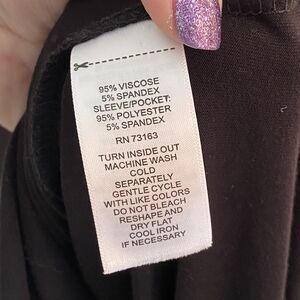 95% VISCOSE
5% SPANDEX
SLEEVE/POCKET:
95% POLYESTER
5% SPANDEX
RN 73163
TURN INSIDE OUT
MACHINE WASH
COLD
SEPARATELY
GENTLE CYCLE
WITH LIKE COLORS
DO NOT BLEACH
RESHAPE AND
DRY FLAT
COOL IRON
IF NECESSARY